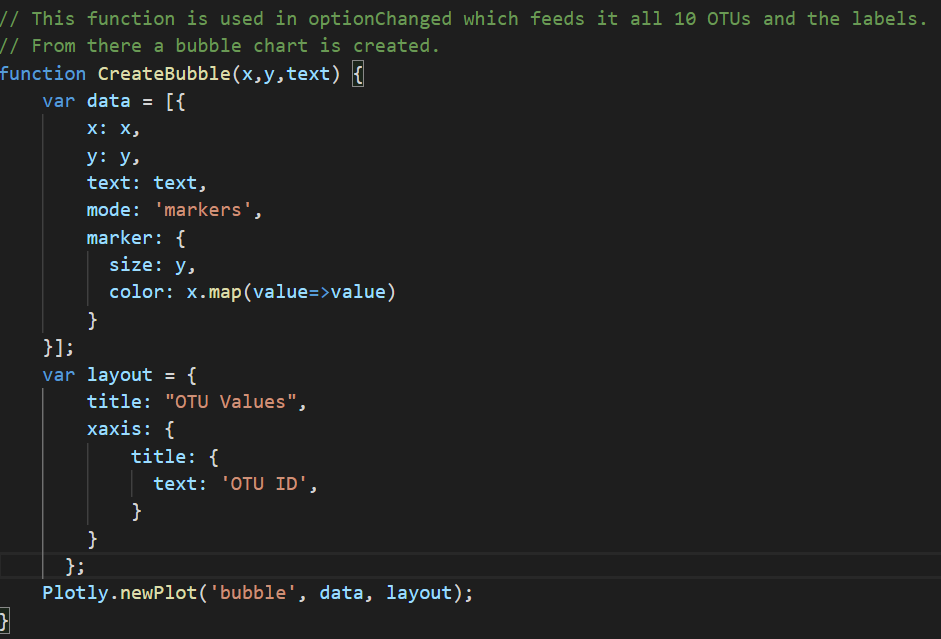 // This function is used in optionChanged which feeds it all 10 OTUs and the labels.
// From there a bubble chart is created.
function CreateBubble(x,y,text) {
    var data = [{
        x: x,
        y: y,
        text: text,
        mode: 'markers',
        marker: {
          size: y,
          color: x.map(value=>value)
        }
    }];
    var layout = {
        title: "OTU Values",
        xaxis: {
            title: {
              text: 'OTU ID',
            }
        }
      };
    Plotly.newPlot('bubble', data, layout);
}